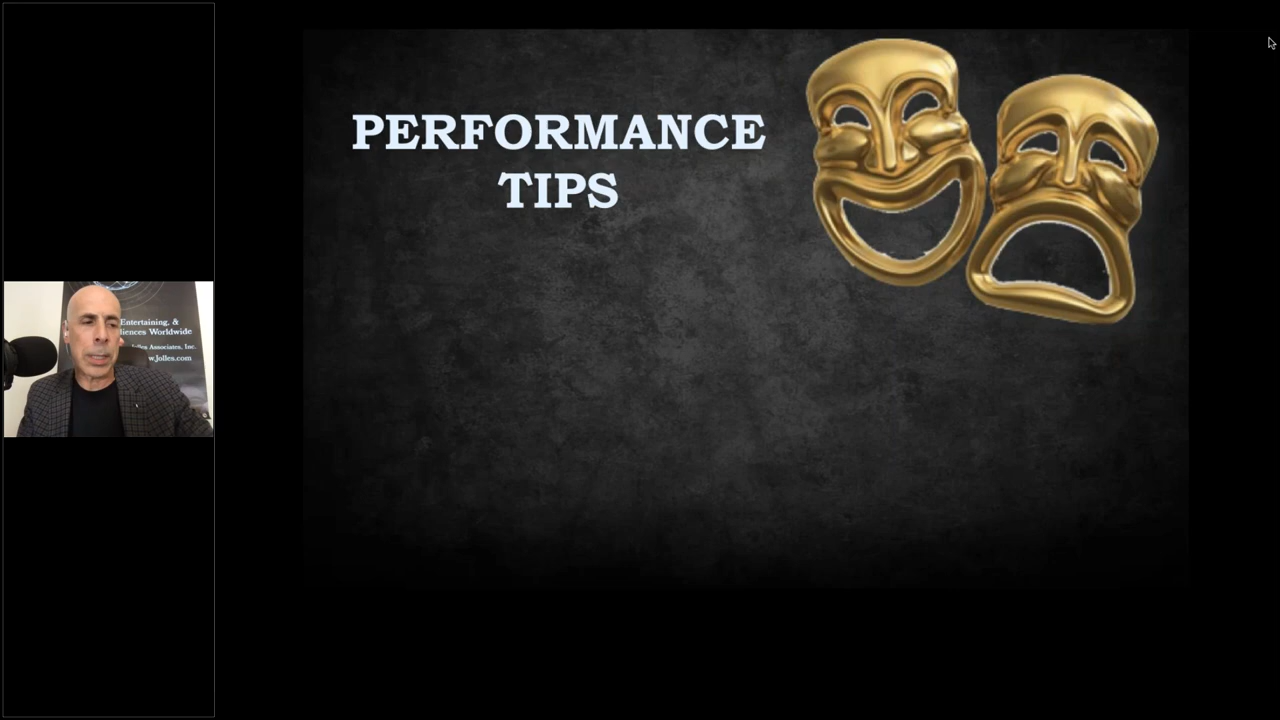 PERFORMANCE
TIPS
Entertaining, &
iences Worldwide
Jolles Associates, Inc.
w.Jolles.com